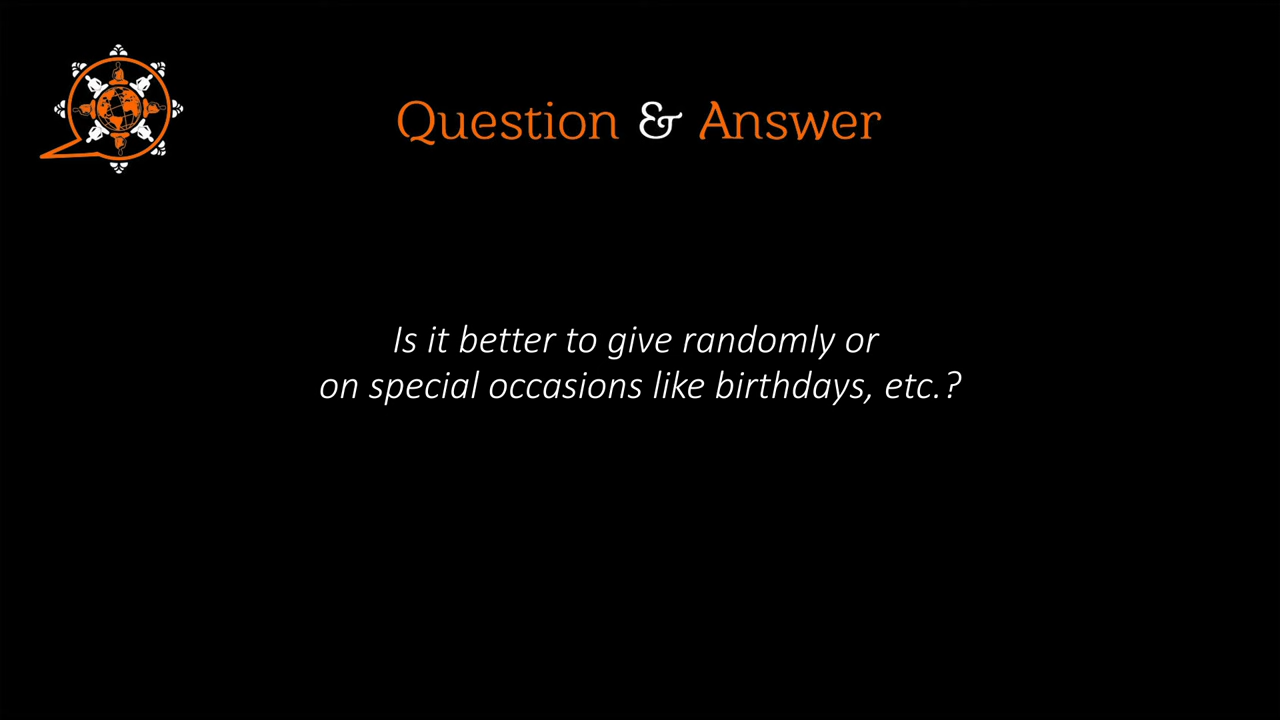 Question & Answer
Is it better to give randomly or
on special occasions like birthdays, etc.?